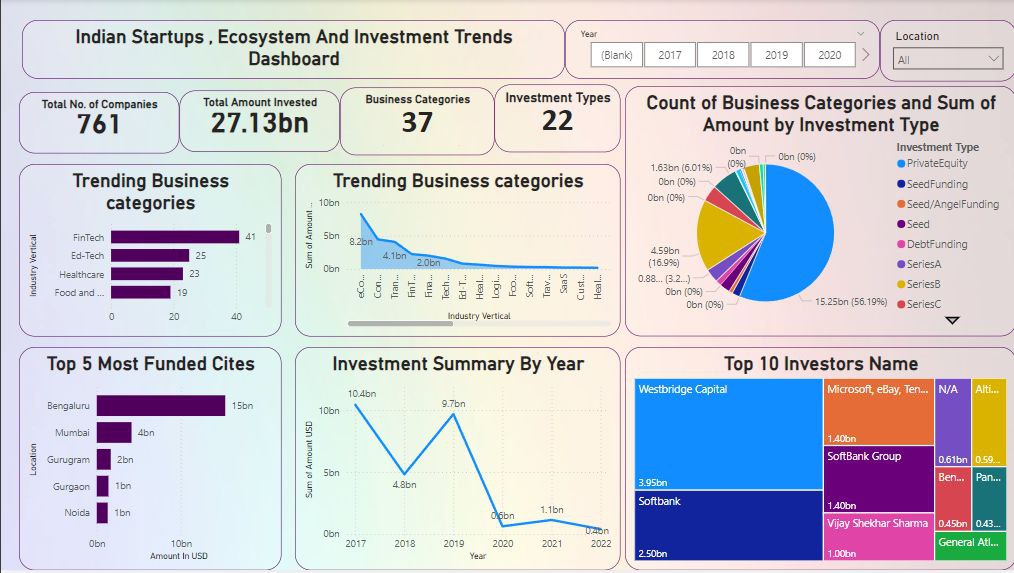 Indian Startups , Ecosystem And Investment Trends
Dashboard
Year
(Blank)
2017
2018
2019
2020
Location
All
Total No. of Companies
761
Total Amount Invested
27.13bn
Business Categories
37
Investment Types
22
Trending Business
categories
Industry Vertical
FinTech
41
Ed-Tech
25
Healthcare
23
Food and ...
19
0
20
40
Trending Business categories
Sum of Amount ...
10bn
5bn
0bn
8.2bn
4.1bn
2.0bn
eCo...
Con...
Tran...
FinT...
Fina...
Tech...
Ed-T...
Heal...
Logi...
Foo...
Soft...
Trav...
SaaS
Cust...
Heal...
Industry Vertical
Count of Business Categories and Sum of
Amount by Investment Type
0bn
(0%)
0bn (0%)
1.63bn (6.01%)
0bn (0%)
0bn (0%)
4.59bn
(16.9%)
0.88... (3.2...)
0bn (0%)
0bn (0%)
15.25bn (56.19%)
Investment Type
PrivateEquity
SeedFunding
Seed/AngelFunding
Seed
DebtFunding
SeriesA
SeriesB
SeriesC
Top 5 Most Funded Cites
Location
Bengaluru
15bn
Mumbai
4bn
Gurugram
2bn
Gurgaon
1bn
Noida
1bn
0bn
10bn
Amount In USD
Investment Summary By Year
Sum of Amount USD
10bn
5bn
0bn
10.4bn
4.8bn
9.7bn
0.6bn
1.1bn
0.4bn
2017
2018
2019
2020
2021
2022
Year
Top 10 Investors Name
Westbridge Capital
3.95bn
Softbank
2.50bn
Microsoft, eBay, Ten...
1.40bn
SoftBank Group
1.40bn
Vijay Shekhar Sharma
1.00bn
N/A
0.61bn
Alti...
0.59...
Ben...
0.45bn
Pan...
0.43...
General Atl...